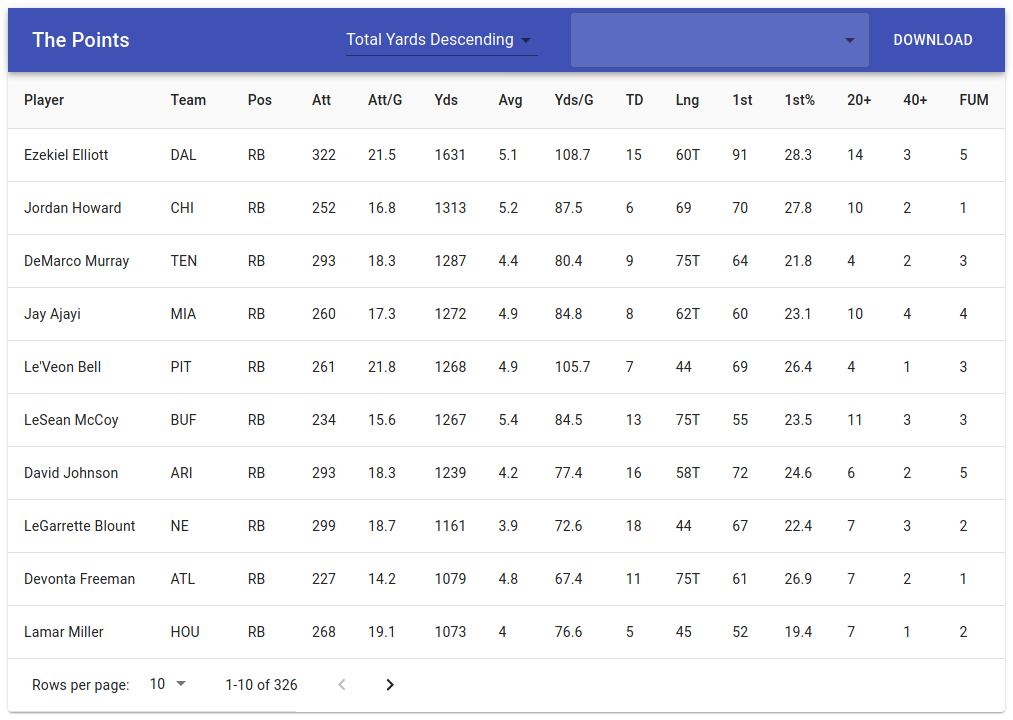 The Points Total Yards Descending DOWNLOAD
Player Team Pos Att Att/G Yds Avg Yds/G TD Lng 1st 1st% 20+ 40+ FUM
Ezekiel Elliott DAL RB 322 21.5 1631 5.1 108.7 15 60T 91 28.3 14 3 5
Jordan Howard CHI RB 252 16.8 1313 5.2 87.5 6 69 70 27.8 10 2 1
DeMarco Murray TEN RB 293 18.3 1287 4.4 80.4 9 75T 64 21.8 4 2 3
Jay Ajayi MIA RB 260 17.3 1272 4.9 84.8 8 62T 60 23.1 10 4 4
Le'Veon Bell PIT RB 261 21.8 1268 4.9 105.7 7 44 69 26.4 4 1 3
LeSean McCoy BUF RB 234 15.6 1267 5.4 84.5 13 75T 55 23.5 11 3 3
David Johnson ARI RB 293 18.3 1239 4.2 77.4 16 58T 72 24.6 6 2 5
LeGarrette Blount NE RB 299 18.7 1161 3.9 72.6 18 44 67 22.4 7 3 2
Devonta Freeman ATL RB 227 14.2 1079 4.8 67.4 11 75T 61 26.9 7 2 1
Lamar Miller HOU RB 268 19.1 1073 4 76.6 5 45 52 19.4 7 1 2
Rows per page: 10 1-10 of 326